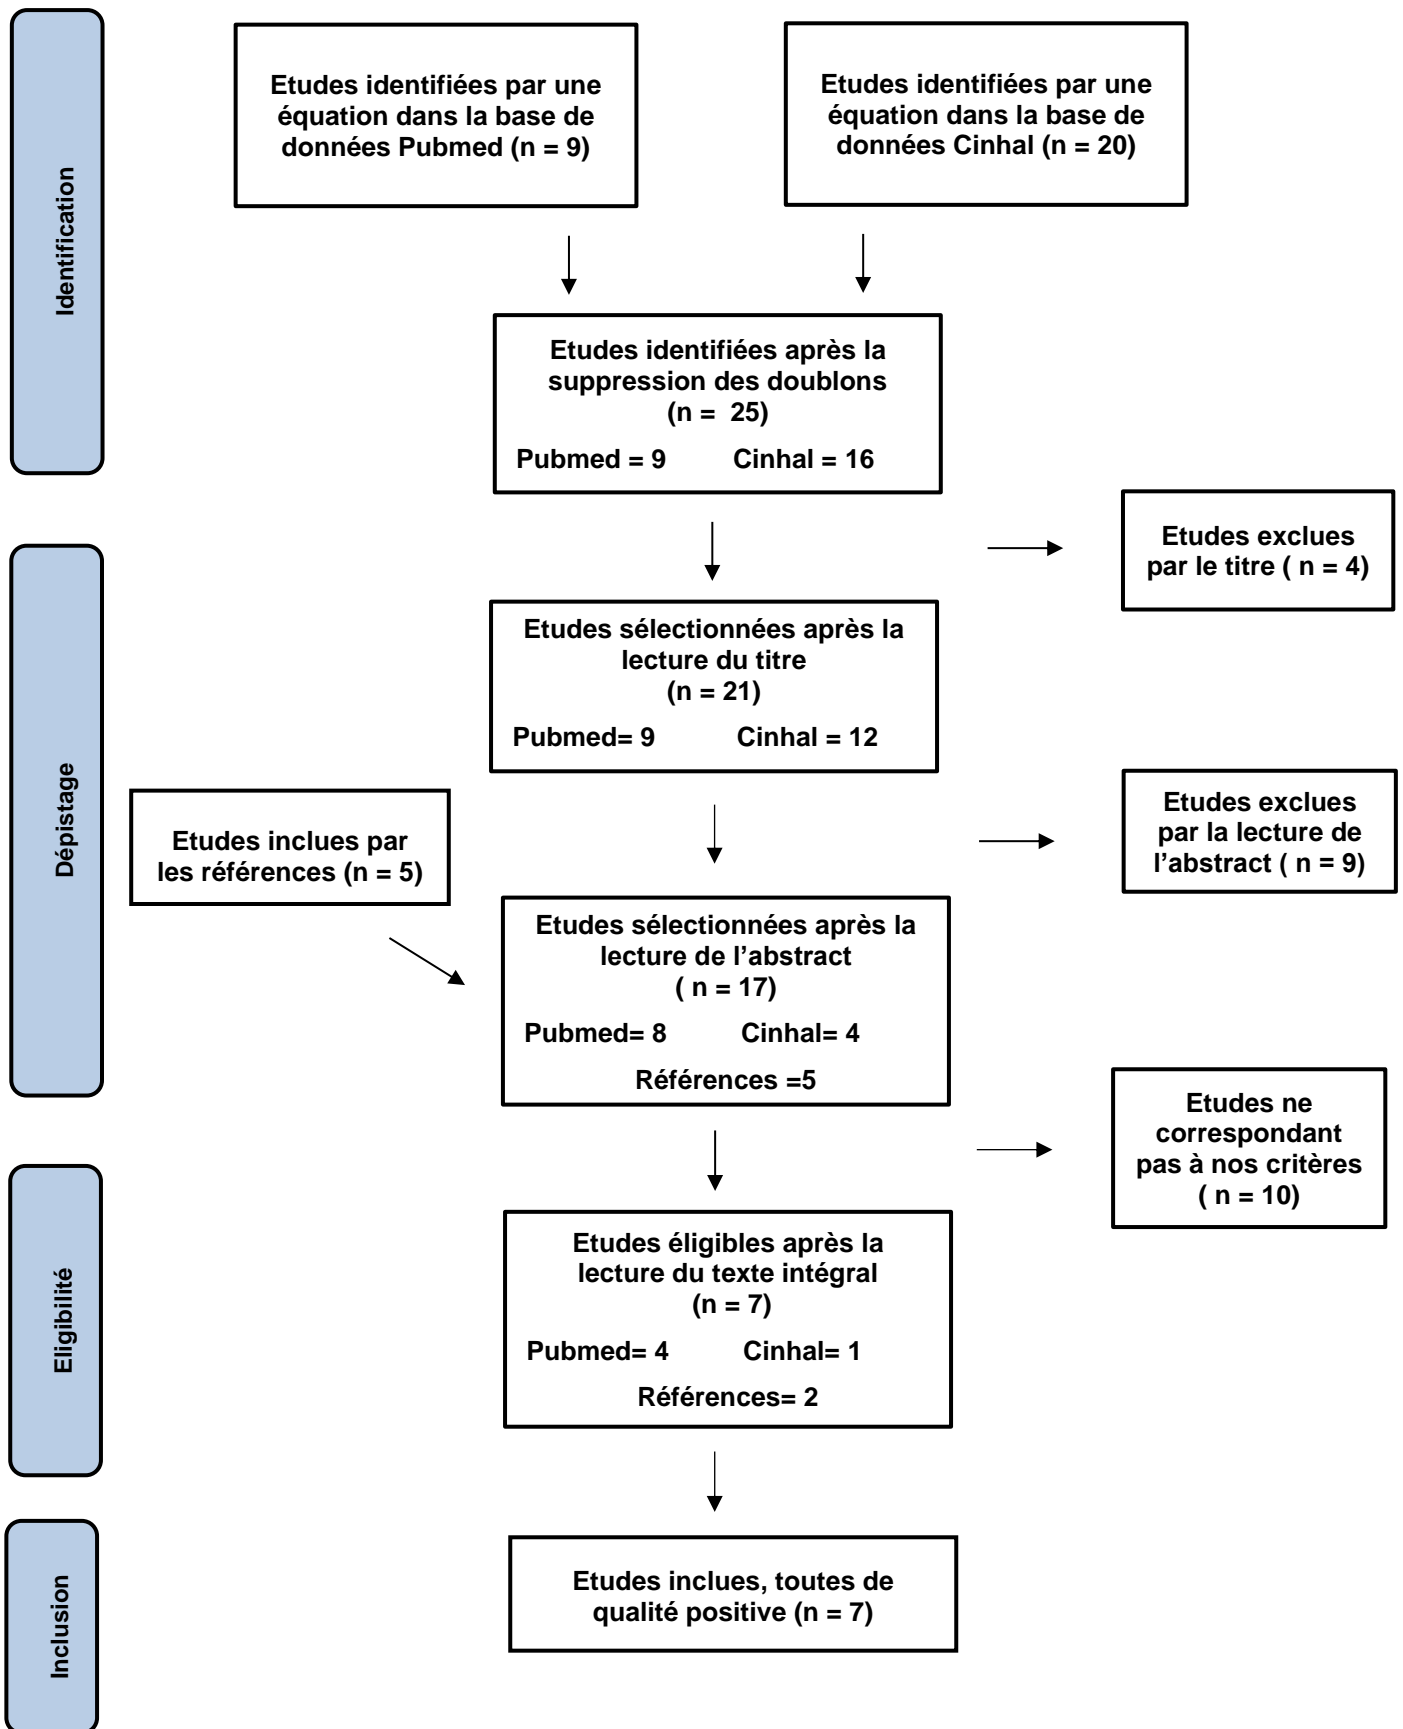 Identification
Etudes identifiées par une
équation dans la base de
données Pubmed (n = 9)
Etudes identifiées par une
équation dans la base de
données Cinhal (n = 20)
Etudes identifiées après la
suppression des doublons
(n =  25)
Pubmed = 9 Cinhal = 16
Etudes exclues
par le titre ( n = 4)
Dépistage
Etudes sélectionnées après la
lecture du titre
(n = 21)
Pubmed= 9 Cinhal = 12
Etudes exclues
par la lecture de
l’abstract ( n = 9)
Etudes inclues par
les références (n = 5)
Etudes sélectionnées après la
lecture de l’abstract
( n = 17)
Pubmed= 8 Cinhal= 4
Références =5
Etudes ne
correspondant
pas à nos critères
( n = 10)
Eligibilité
Etudes éligibles après la
lecture du texte intégral
(n = 7)
Pubmed= 4 Cinhal= 1
Références= 2
Inclusion
Etudes inclues, toutes de
qualité positive (n = 7)